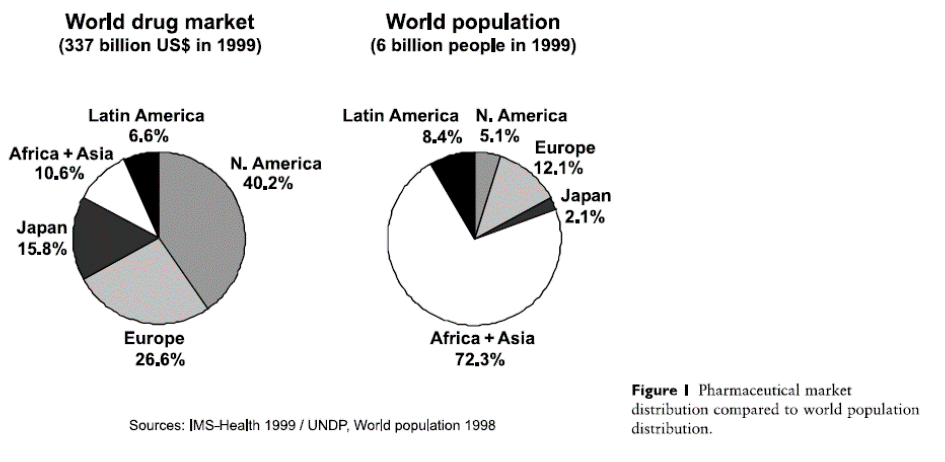 World drug market
(337 billion US$ in 1999)
Latin America
6.6%
Africa + Asia
10.6%
N. America
40.2%
Japan
15.8%
Europe
26.6%
World population
(6 billion people in 1999)
Latin America
8.4%
N. America
5.1%
Europe
12.1%
Japan
2.1%
Africa + Asia
72.3%
Sources: IMS-Health 1999 / UNDP, World population 1998
Figure 1 Pharmaceutical market
distribution compared to world population
distribution.